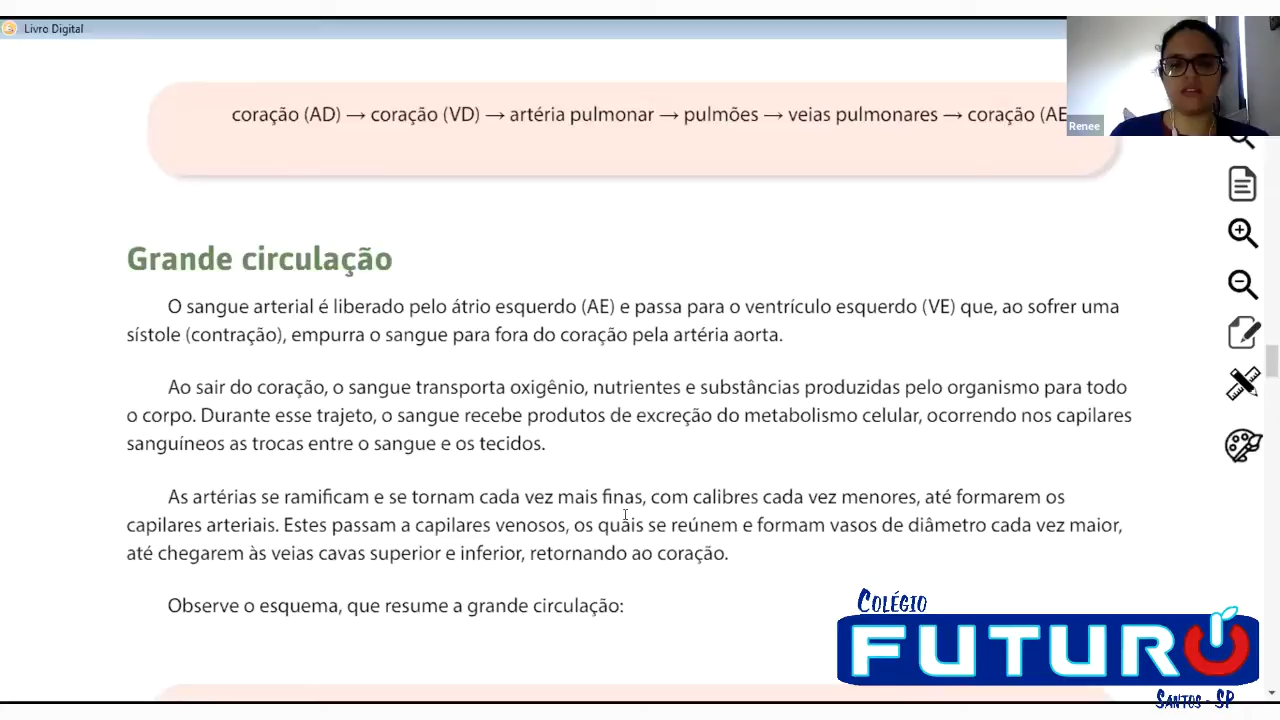 Livro Digital
coração (AD) → coração (VD) → artéria pulmonar → pulmões → veias pulmonares → coração (AE
Renee
Grande circulação
O sangue arterial é liberado pelo átrio esquerdo (AE) e passa para o ventrículo esquerdo (VE) que, ao sofrer uma
sístole (contração), empurra o sangue para fora do coração pela artéria aorta.
Ao sair do coração, o sangue transporta oxigênio, nutrientes e substâncias produzidas pelo organismo para todo
o corpo. Durante esse trajeto, o sangue recebe produtos de excreção do metabolismo celular, ocorrendo nos capilares
sanguíneos as trocas entre o sangue e os tecidos.
As artérias se ramificam e se tornam cada vez mais finas, com calibres cada vez menores, até formarem os
capilares arteriais. Estes passam a capilares venosos, os quais se reúnem e formam vasos de diâmetro cada vez maior,
até chegarem às veias cavas superior e inferior, retornando ao coração.
Observe o esquema, que resume a grande circulação:
COLÉGIO
FUTURO
SANTOS - SP